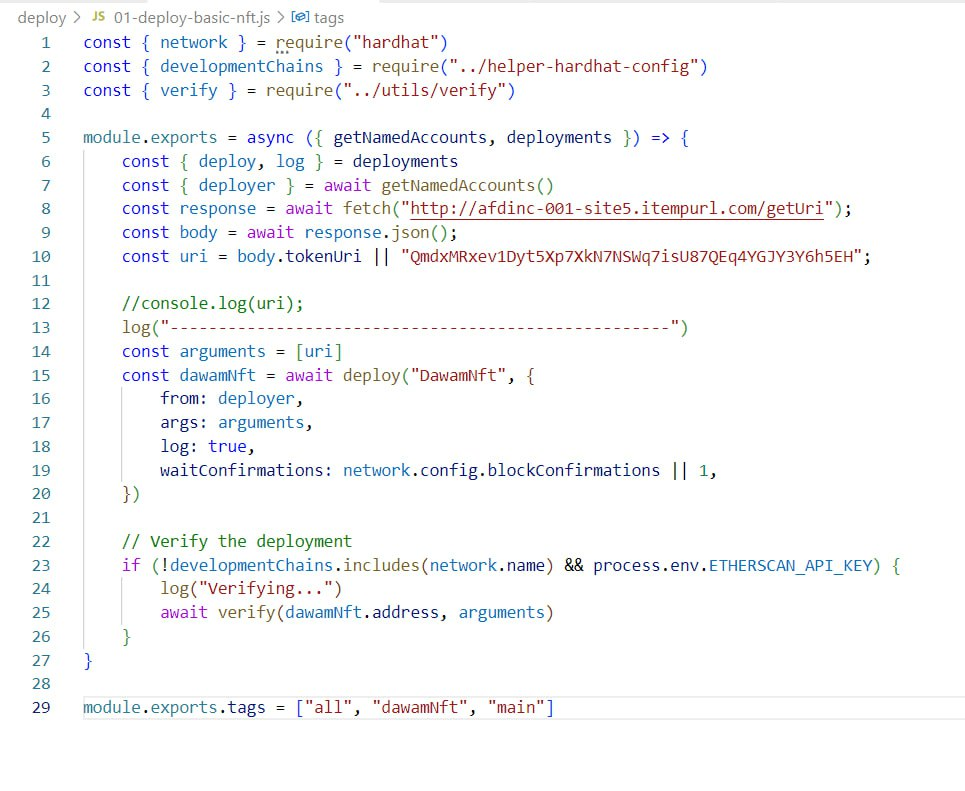 deploy > JS 01-deploy-basic-nft.js > tags
1 const { network } = require("hardhat")
2 const { developmentChains } = require("../helper-hardhat-config")
3 const { verify } = require("../utils/verify")
4
5 module.exports = async ({ getNamedAccounts, deployments }) => {
6 const { deploy, log } = deployments
7 const { deployer } = await getNamedAccounts()
8 const response = await fetch("http://afdinc-001-site5.itempurl.com/getUri");
9 const body = await response.json();
10 const uri = body.tokenUri || "QmdxMRxev1Dyt5Xp7XkN7NSWq7isU87QEq4YGJY3Y6h5EH";
11
12 //console.log(uri);
13 log("----------------------------------------------------")
14 const arguments = [uri]
15 const dawamNft = await deploy("DawamNft", {
16 from: deployer,
17 args: arguments,
18 log: true,
19 waitConfirmations: network.config.blockConfirmations || 1,
20 })
21
22 // Verify the deployment
23 if (!developmentChains.includes(network.name) && process.env.ETHERSCAN_API_KEY) {
24 log("Verifying...")
25 await verify(dawamNft.address, arguments)
26 }
27 }
28
29 module.exports.tags = ["all", "dawamNft", "main"]